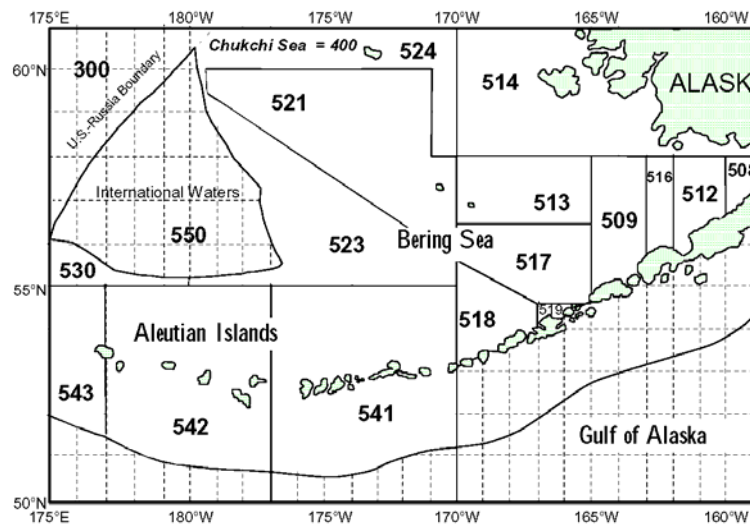 175°E 180°W 175°W 170°W 165°W 160°W
Chukchi Sea = 400
524
60°N
300
514
ALASK
U.S.-Russia Boundary
521
508
516
512
International Waters
513
509
550
523
Bering Sea
517
530
55°N
519
518
Aleutian Islands
543
541
542
Gulf of Alaska
50°N
175°E 180°W 175°W 170°W 165°W 160°W